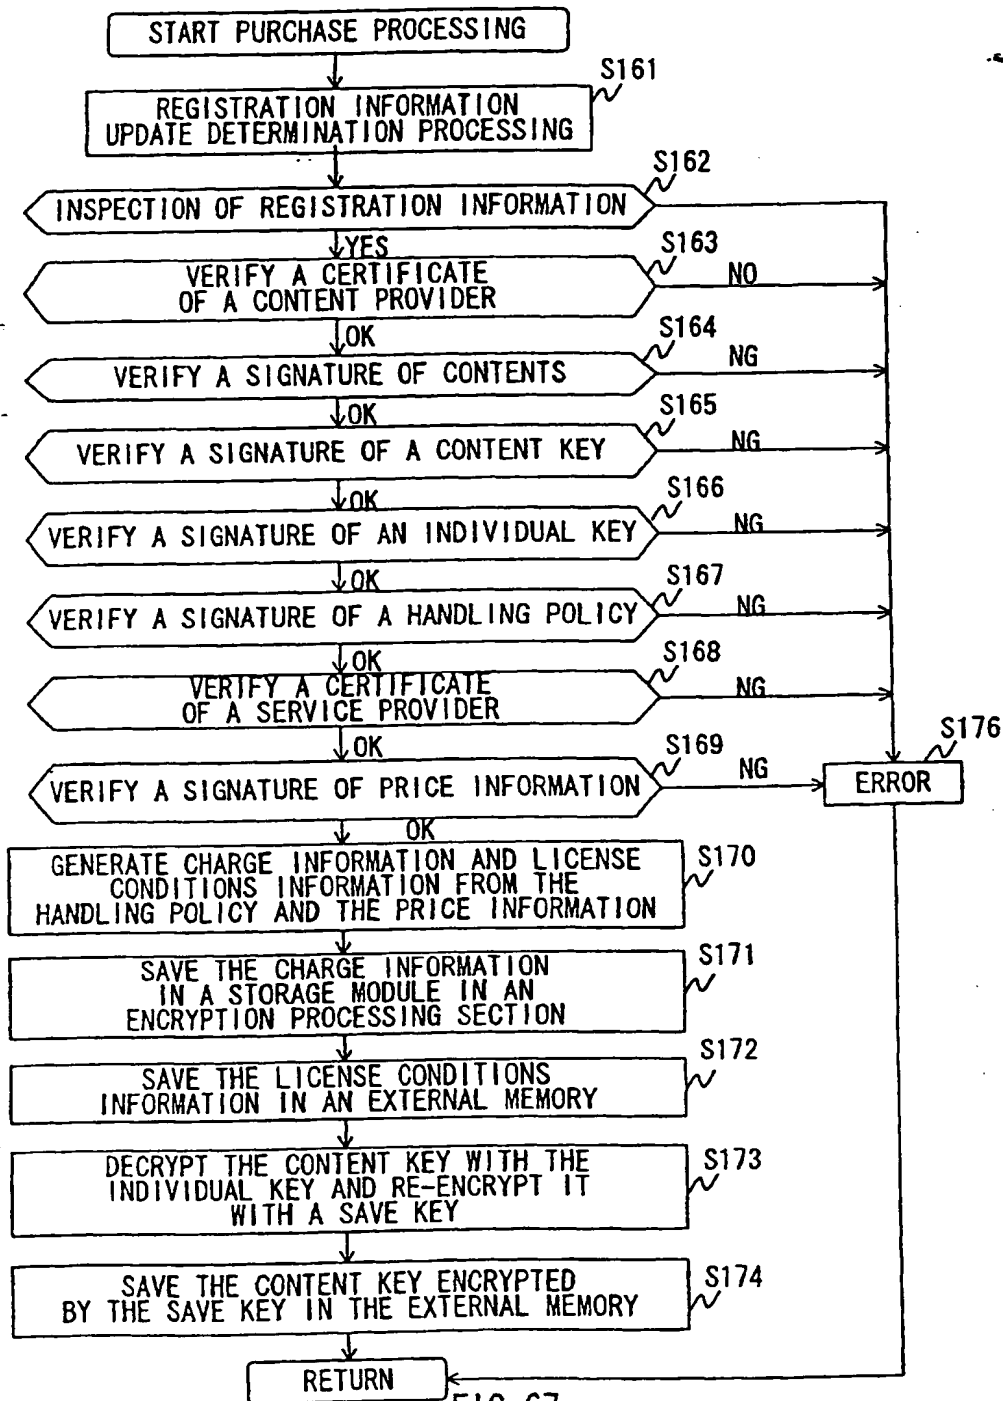 START PURCHASE PROCESSING
S161
REGISTRATION INFORMATION
UPDATE DETERMINATION PROCESSING
S162
INSPECTION OF REGISTRATION INFORMATION
YES
S163
VERIFY A CERTIFICATE
OF A CONTENT PROVIDER
NO
OK
S164
VERIFY A SIGNATURE OF CONTENTS
NG
OK
S165
VERIFY A SIGNATURE OF A CONTENT KEY
NG
OK
S166
VERIFY A SIGNATURE OF AN INDIVIDUAL KEY
NG
OK
S167
VERIFY A SIGNATURE OF A HANDLING POLICY
NG
OK
S168
VERIFY A CERTIFICATE
OF A SERVICE PROVIDER
NG
OK
S169
VERIFY A SIGNATURE OF PRICE INFORMATION
NG
S176
ERROR
OK
S170
GENERATE CHARGE INFORMATION AND LICENSE
CONDITIONS INFORMATION FROM THE
HANDLING POLICY AND THE PRICE INFORMATION
S171
SAVE THE CHARGE INFORMATION
IN A STORAGE MODULE IN AN
ENCRYPTION PROCESSING SECTION
S172
SAVE THE LICENSE CONDITIONS
INFORMATION IN AN EXTERNAL MEMORY
S173
DECRYPT THE CONTENT KEY WITH THE
INDIVIDUAL KEY AND RE-ENCRYPT IT
WITH A SAVE KEY
S174
SAVE THE CONTENT KEY ENCRYPTED
BY THE SAVE KEY IN THE EXTERNAL MEMORY
RETURN
FIG.67